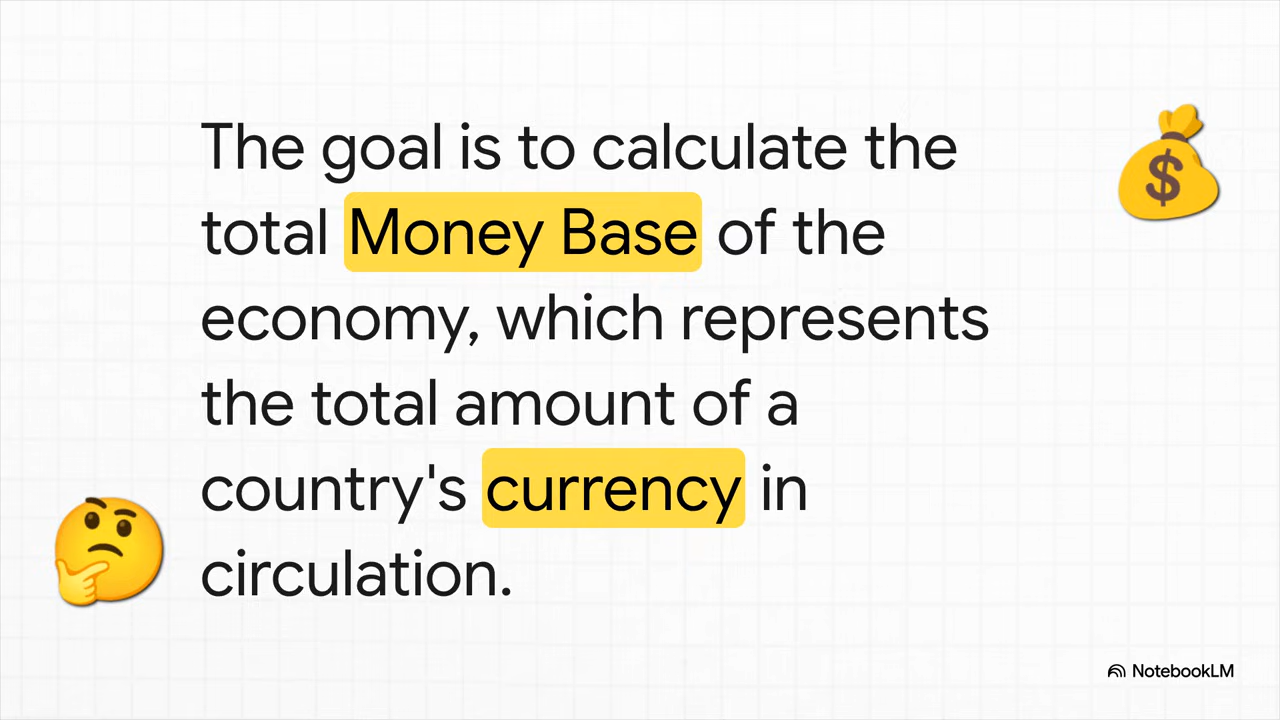 The goal is to calculate the
total Money Base of the
economy, which represents
the total amount of a
country's currency in
circulation.
$
NotebookLM